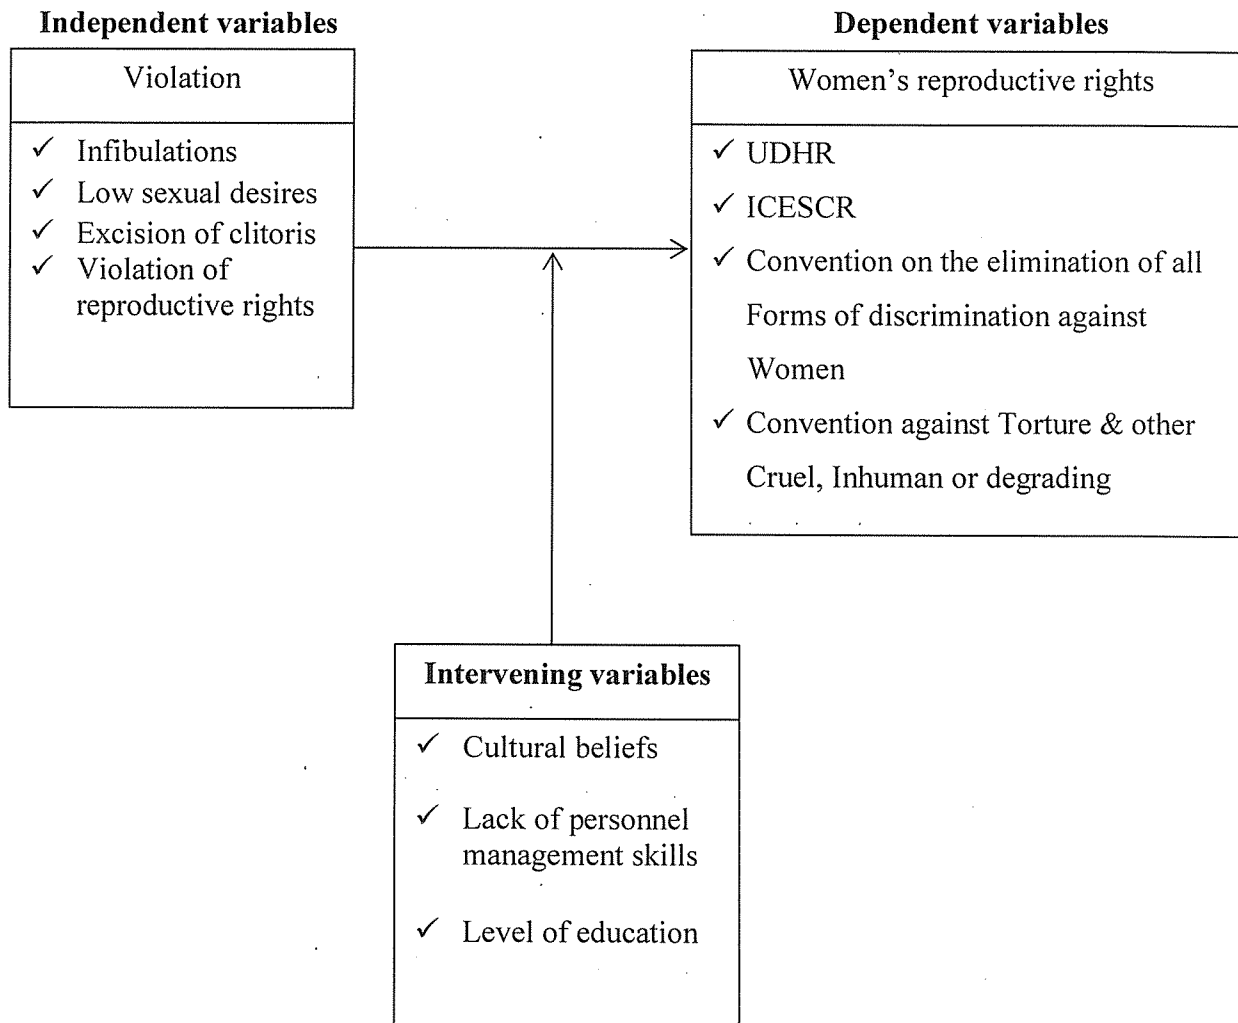 Independent variables
Violation
✓ Infibulations
✓ Low sexual desires
✓ Excision of clitoris
✓ Violation of
reproductive rights
Dependent variables
Women's reproductive rights
✓ UDHR
✓ ICESCR
✓ Convention on the elimination of all
Forms of discrimination against
Women
✓ Convention against Torture & other
Cruel, Inhuman or degrading
Intervening variables
✓ Cultural beliefs
✓ Lack of personnel
management skills
✓ Level of education